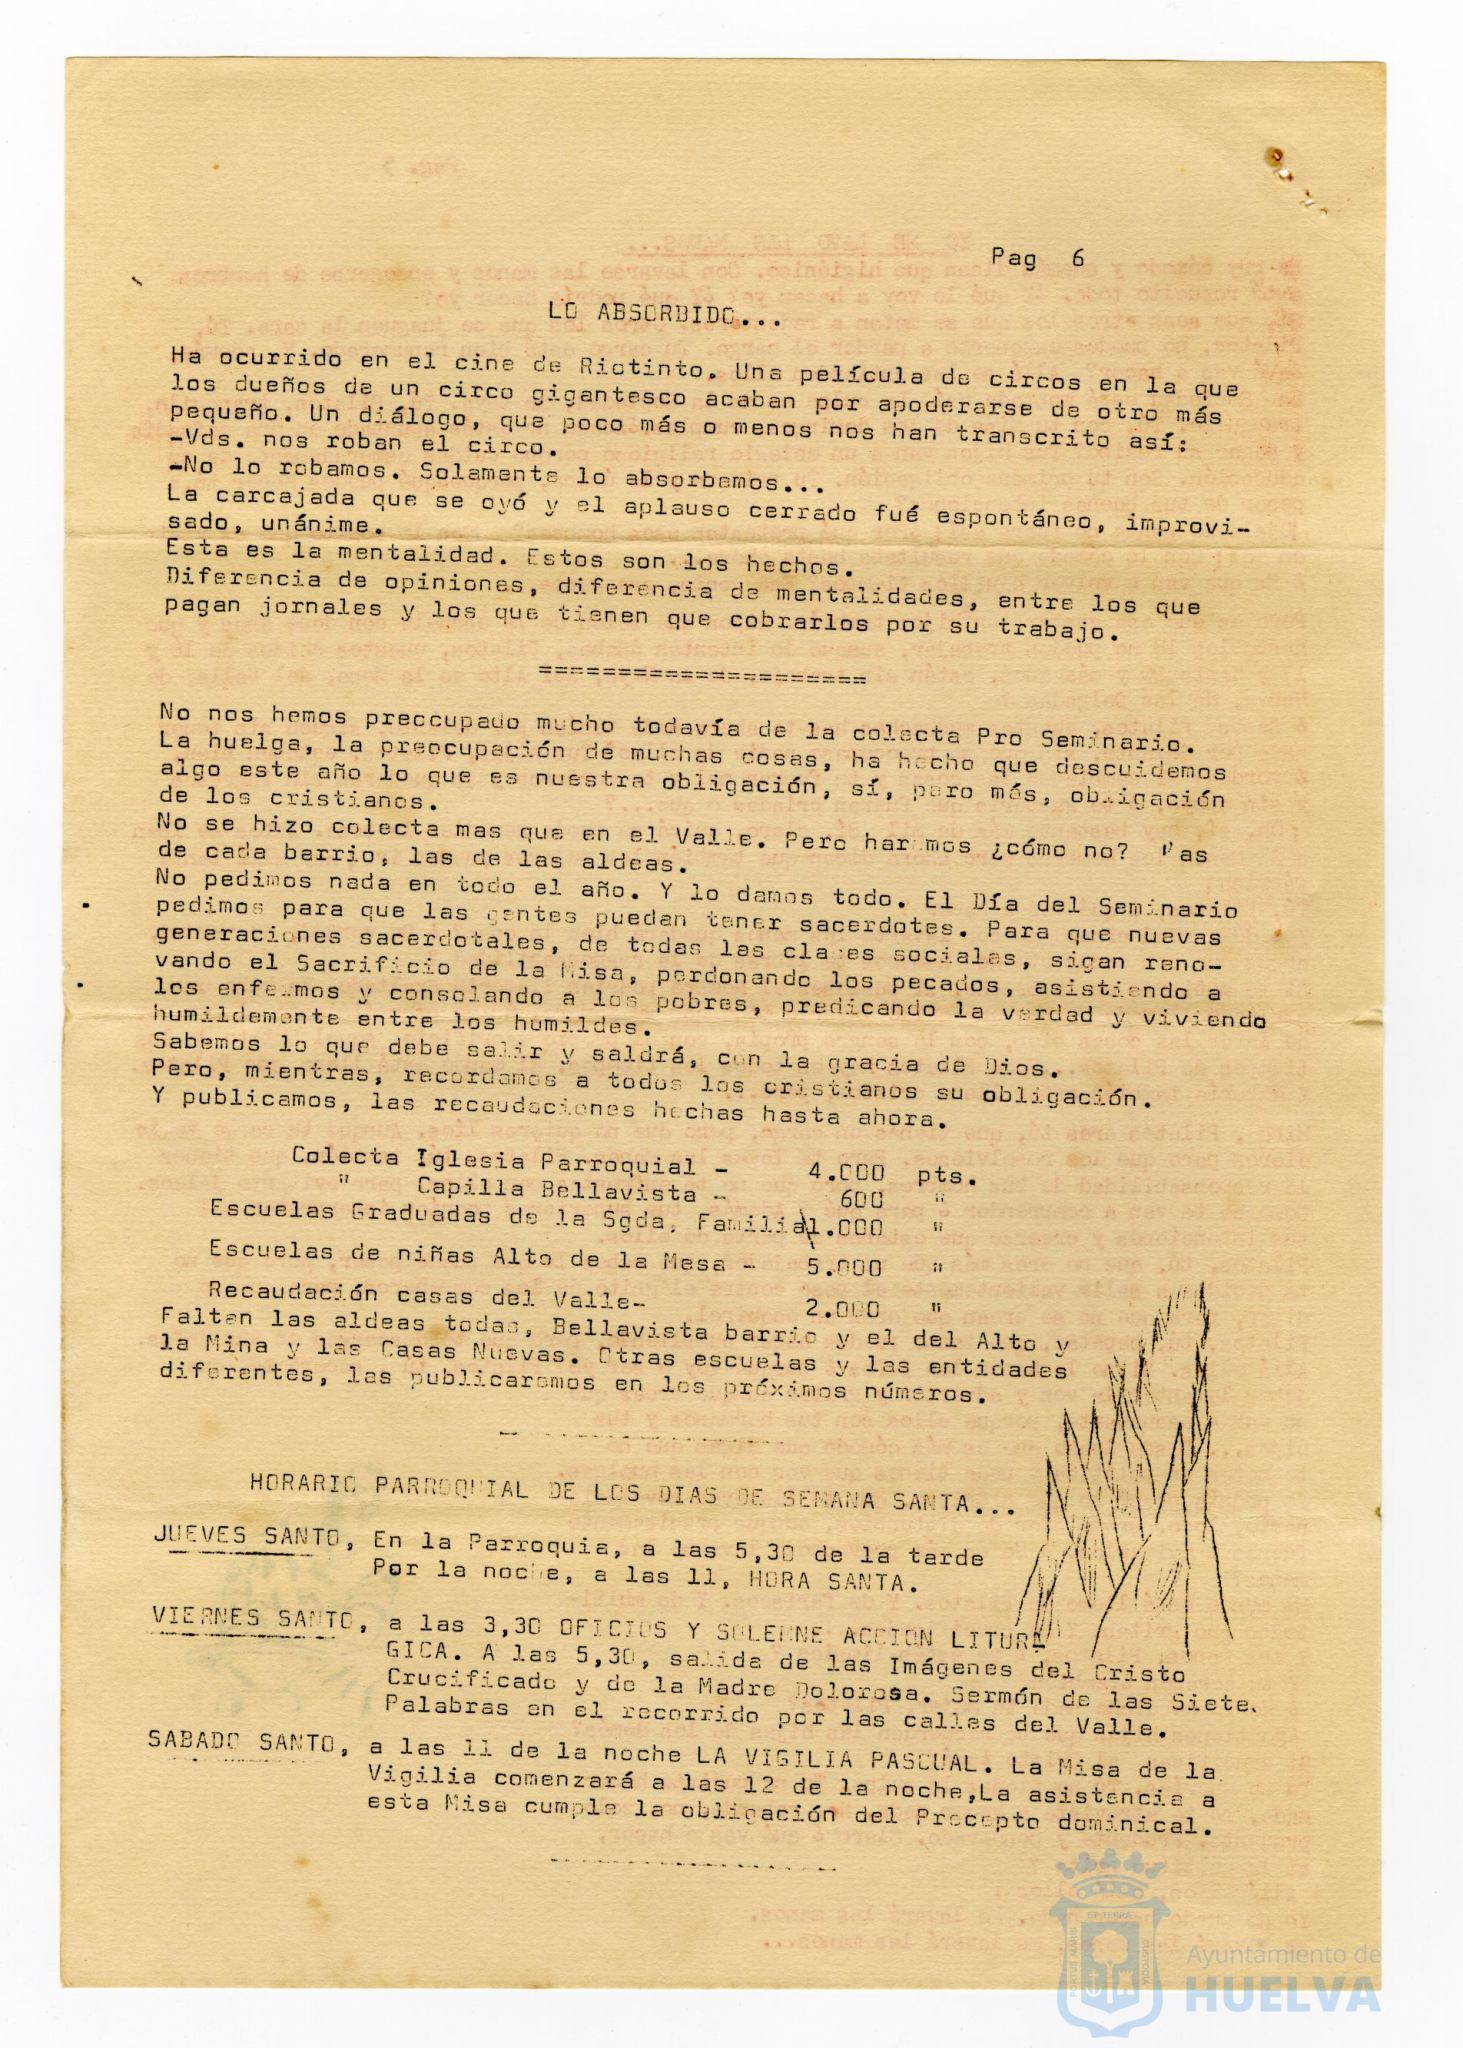 Pag 6
LO ABSORBIDO...
Ha ocurrido en el cine de Riotinto. Una película de circos en la que
los dueños de un circo gigantesco acaban por apoderarse de otro más
pequeño. Un diálogo, que poco más o menos nos han transcrito así:
-Vds. nos roban el circo.
-No lo robamos. Solamente lo absorbemos...
La carcajada que se oyó y el aplauso cerrado fué espontáneo, improvi-
sado, unánime.
Esta es la mentalidad. Estos son los hechos.
Diferencia de opiniones, diferencia de mentalidades, entre los que
pagan jornales y los que tienen que cobrarlos por su trabajo.
=====================
No nos hemos preocupado mucho todavía de la colecta Pro Seminario.
La huelga, la preocupación de muchas cosas, ha hecho que descuidemos
algo este año lo que es nuestra obligación, sí, pero más, obligación
de los cristianos.
No se hizo colecta mas que en el Valle. Pero haremos ¿cómo no? as
de cada barrio, las de las aldeas.
No pedimos nada en todo el año. Y lo damos todo. El Día del Seminario
pedimos para que las gentes puedan tener sacerdotes. Para que nuevas
generaciones sacerdotales, de todas las clases sociales, sigan reno-
vando el Sacrificio de la Misa, perdonando los pecados, asistiendo a
los enfermos y consolando a los pobres, predicando la verdad y viviendo
humildemente entre los humildes.
Sabemos lo que debe salir y saldrá, con la gracia de Dios.
Pero, mientras, recordamos a todos los cristianos su obligación.
Y publicamos, las recaudaciones hechas hasta ahora.
Colecta Iglesia Parroquial - 4.000 pts.
" Capilla Bellavista - 600 "
Escuelas Graduadas de la Sgda. Familia 1.000 "
Escuelas de niñas Alto de la Mesa - 5.000 "
Recaudación casas del Valle- 2.000 "
Faltan las aldeas todas, Bellavista barrio y el del Alto y
la Mina y las Casas Nuevas. Otras escuelas y las entidades
diferentes, las publicaremos en los próximos números.
HORARIO PARROQUIAL DE LOS DIAS DE SEMANA SANTA...
JUEVES SANTO, En la Parroquia, a las 5,30 de la tarde
Por la noche, a las 11, HORA SANTA.
VIERNES SANTO, a las 3,30 OFICIOS Y SOLEMNE ACCION LITUR-
GICA. A las 5,30, salida de las Imágenes del Cristo
Crucificado y de la Madre Dolorosa. Sermón de las Siete
Palabras en el recorrido por las calles del Valle.
SABADO SANTO, a las 11 de la noche LA VIGILIA PASCUAL. La Misa de la
Vigilia comenzará a las 12 de la noche,La asistencia a
esta Misa cumple la obligación del Precepto dominical.
PORTUS MARIS ET TERRAE CUSTODIA
Ayuntamiento de
HUELVA